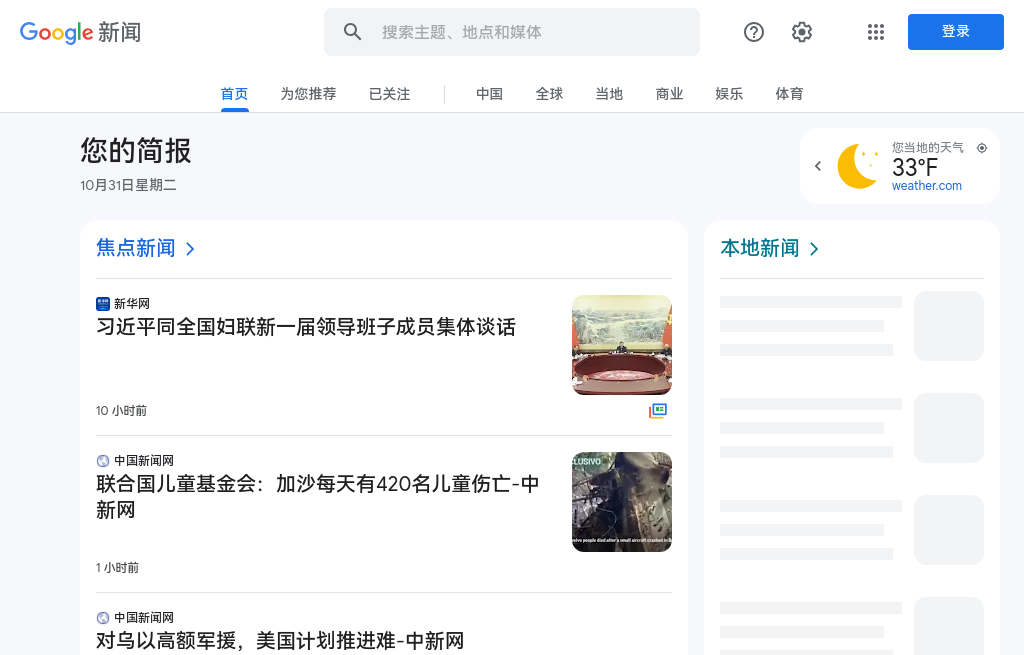 Google 新闻
搜索主题、地点和媒体
登录
首页
为您推荐
已关注
中国
全球
当地
商业
娱乐
体育
您的简报
10月31日星期二
您当地的天气
33°F
weather.com
焦点新闻
新华网
习近平同全国妇联新一届领导班子成员集体谈话
10 小时前
中国新闻网
联合国儿童基金会：加沙每天有420名儿童伤亡-中
新网
CLUSIVO
1 小时前
中国新闻网
对乌以高额军援，美国计划推进难-中新网
本地新闻